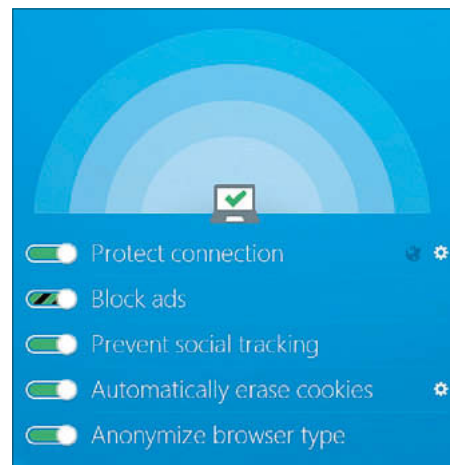 Protect connection
Block ads
Prevent social tracking
Automatically erase cookies
Anonymize browser type